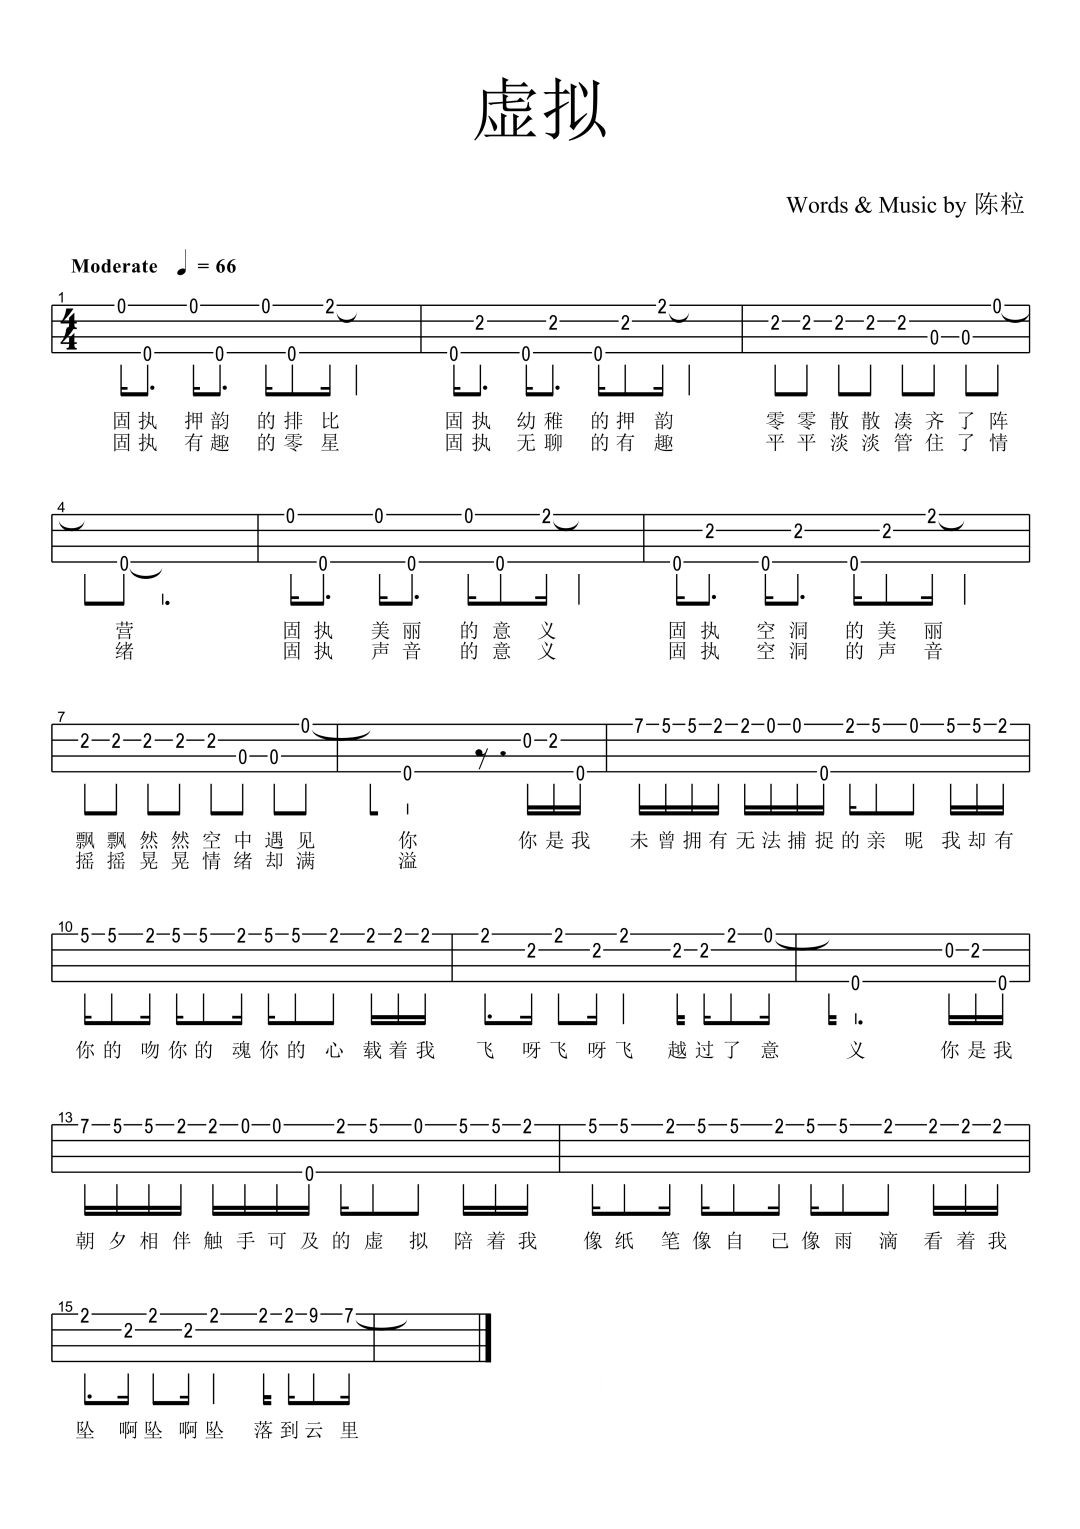 虚拟
Words & Music by 陈粒
Moderate ♩ = 66
1
0 0 0 2 2 2 2 2 2 2 2 2 2 0
4 4 0 0 0 0 0 0 0 0
固执 押韵 的排比 固执 幼稚 的押韵 零零散散凑齐了阵
固执 有趣 的零星 固执 无聊 的有趣 平平淡淡管住了情
4
0 0 0 0 2 0 2 0 2 0 2 2
0 0 0 0 0 0
营 固执 美丽 的意义 固执 空洞 的美丽
绪 固执 声音 的意义 固执 空洞 的声音
7
2 2 2 2 2 0 0 0 0 0 2 0 7 5 5 2 2 0 0 0 2 5 0 5 5 2
飘飘然然空中遇见 你 你是我 未曾拥有无法捕捉的亲昵我却有
摇摇晃晃情绪却满 溢
10
5 5 2 5 5 2 5 5 2 2 2 2 2 2 2 2 2 2 2 2 0 0 0 2 0
你的吻你的魂你的心载着我 飞呀飞呀飞 越过了意 义 你是我
13
7 5 5 2 2 0 0 0 2 5 0 5 5 2 5 5 2 5 5 2 5 5 2 2 2 2
朝夕相伴触手可及的虚拟陪着我 像纸笔像自己像雨滴看着我
15
2 2 2 2 2 2 2 9 7
坠啊坠啊坠 落到云里